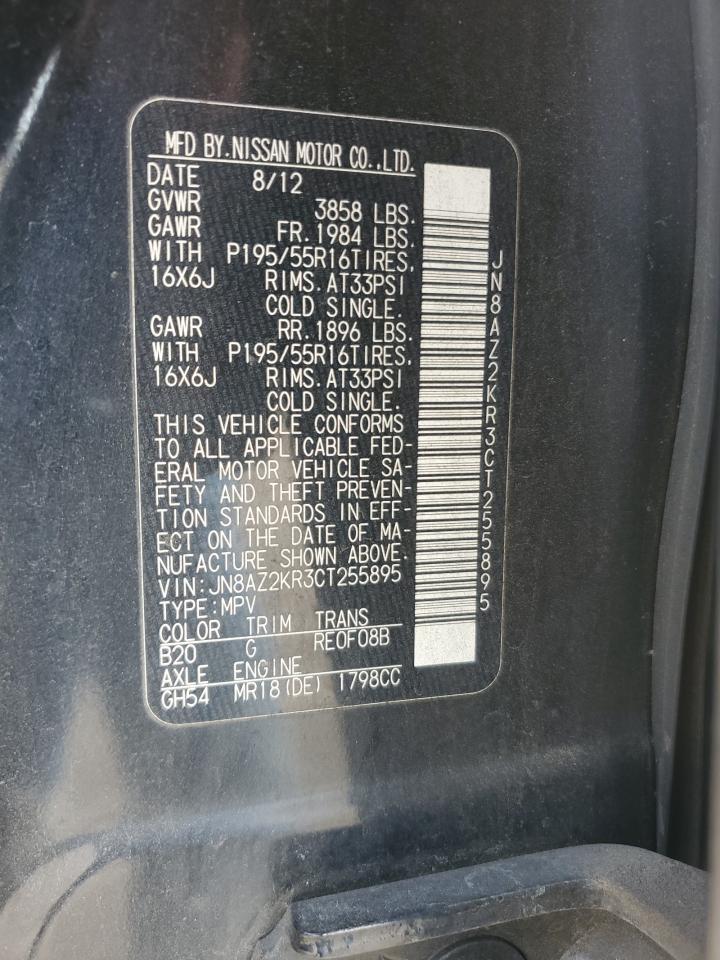 MFD BY.NISSAN MOTOR CO.,LTD.
DATE 8/12
GVWR 3858 LBS.
GAWR FR.1984 LBS.
WITH P195/55R16TIRES,
16X6J RIMS.AT33PSI
COLD SINGLE.
GAWR RR.1896 LBS.
WITH P195/55R16TIRES,
16X6J RIMS.AT33PSI
COLD SINGLE.
THIS VEHICLE CONFORMS
TO ALL APPLICABLE FED-
ERAL MOTOR VEHICLE SA-
FETY AND THEFT PREVEN-
TION STANDARDS IN EFF-
ECT ON THE DATE OF MA-
NUFACTURE SHOWN ABOVE.
VIN:JN8AZ2KR3CT255895
TYPE:MPV
COLOR TRIM TRANS
B20 G RE0F08B
AXLE ENGINE
GH54 MR18(DE) 1798CC
JN8AZ2KR3CT255895